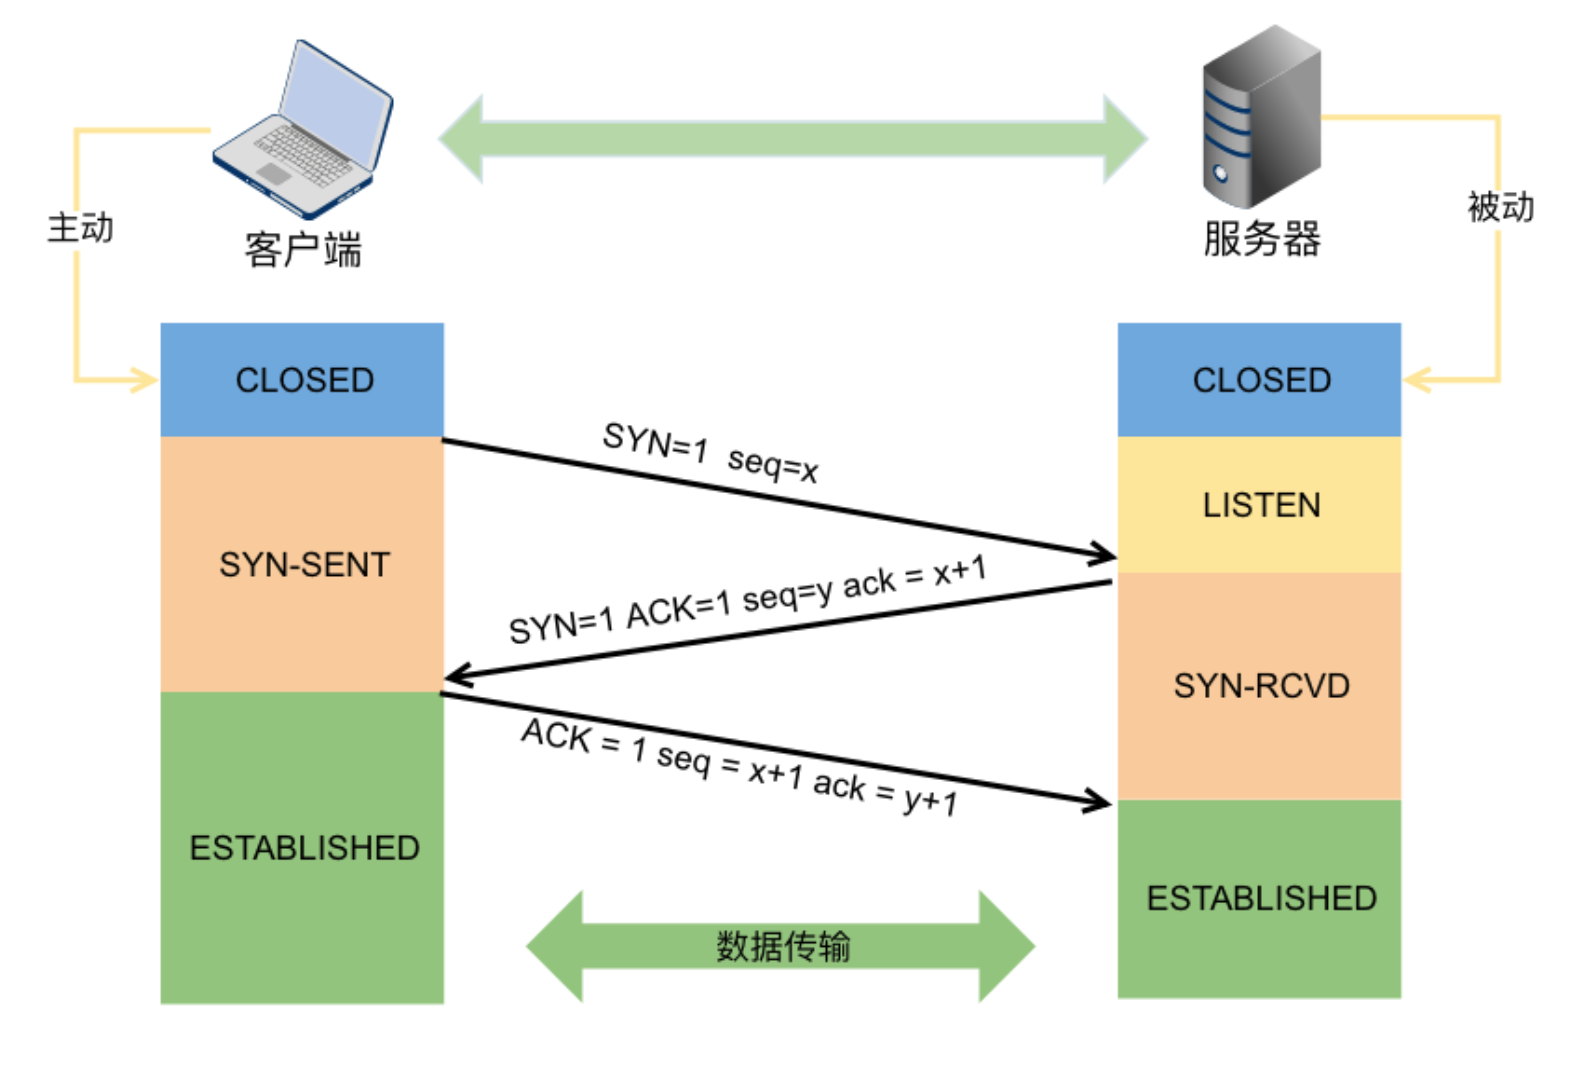 主动
客户端
服务器
被动
CLOSED
CLOSED
SYN=1 seq=x
LISTEN
SYN-SENT
SYN=1 ACK=1 seq=y ack = x+1
SYN-RCVD
ACK = 1 seq = x+1 ack = y+1
ESTABLISHED
ESTABLISHED
数据传输